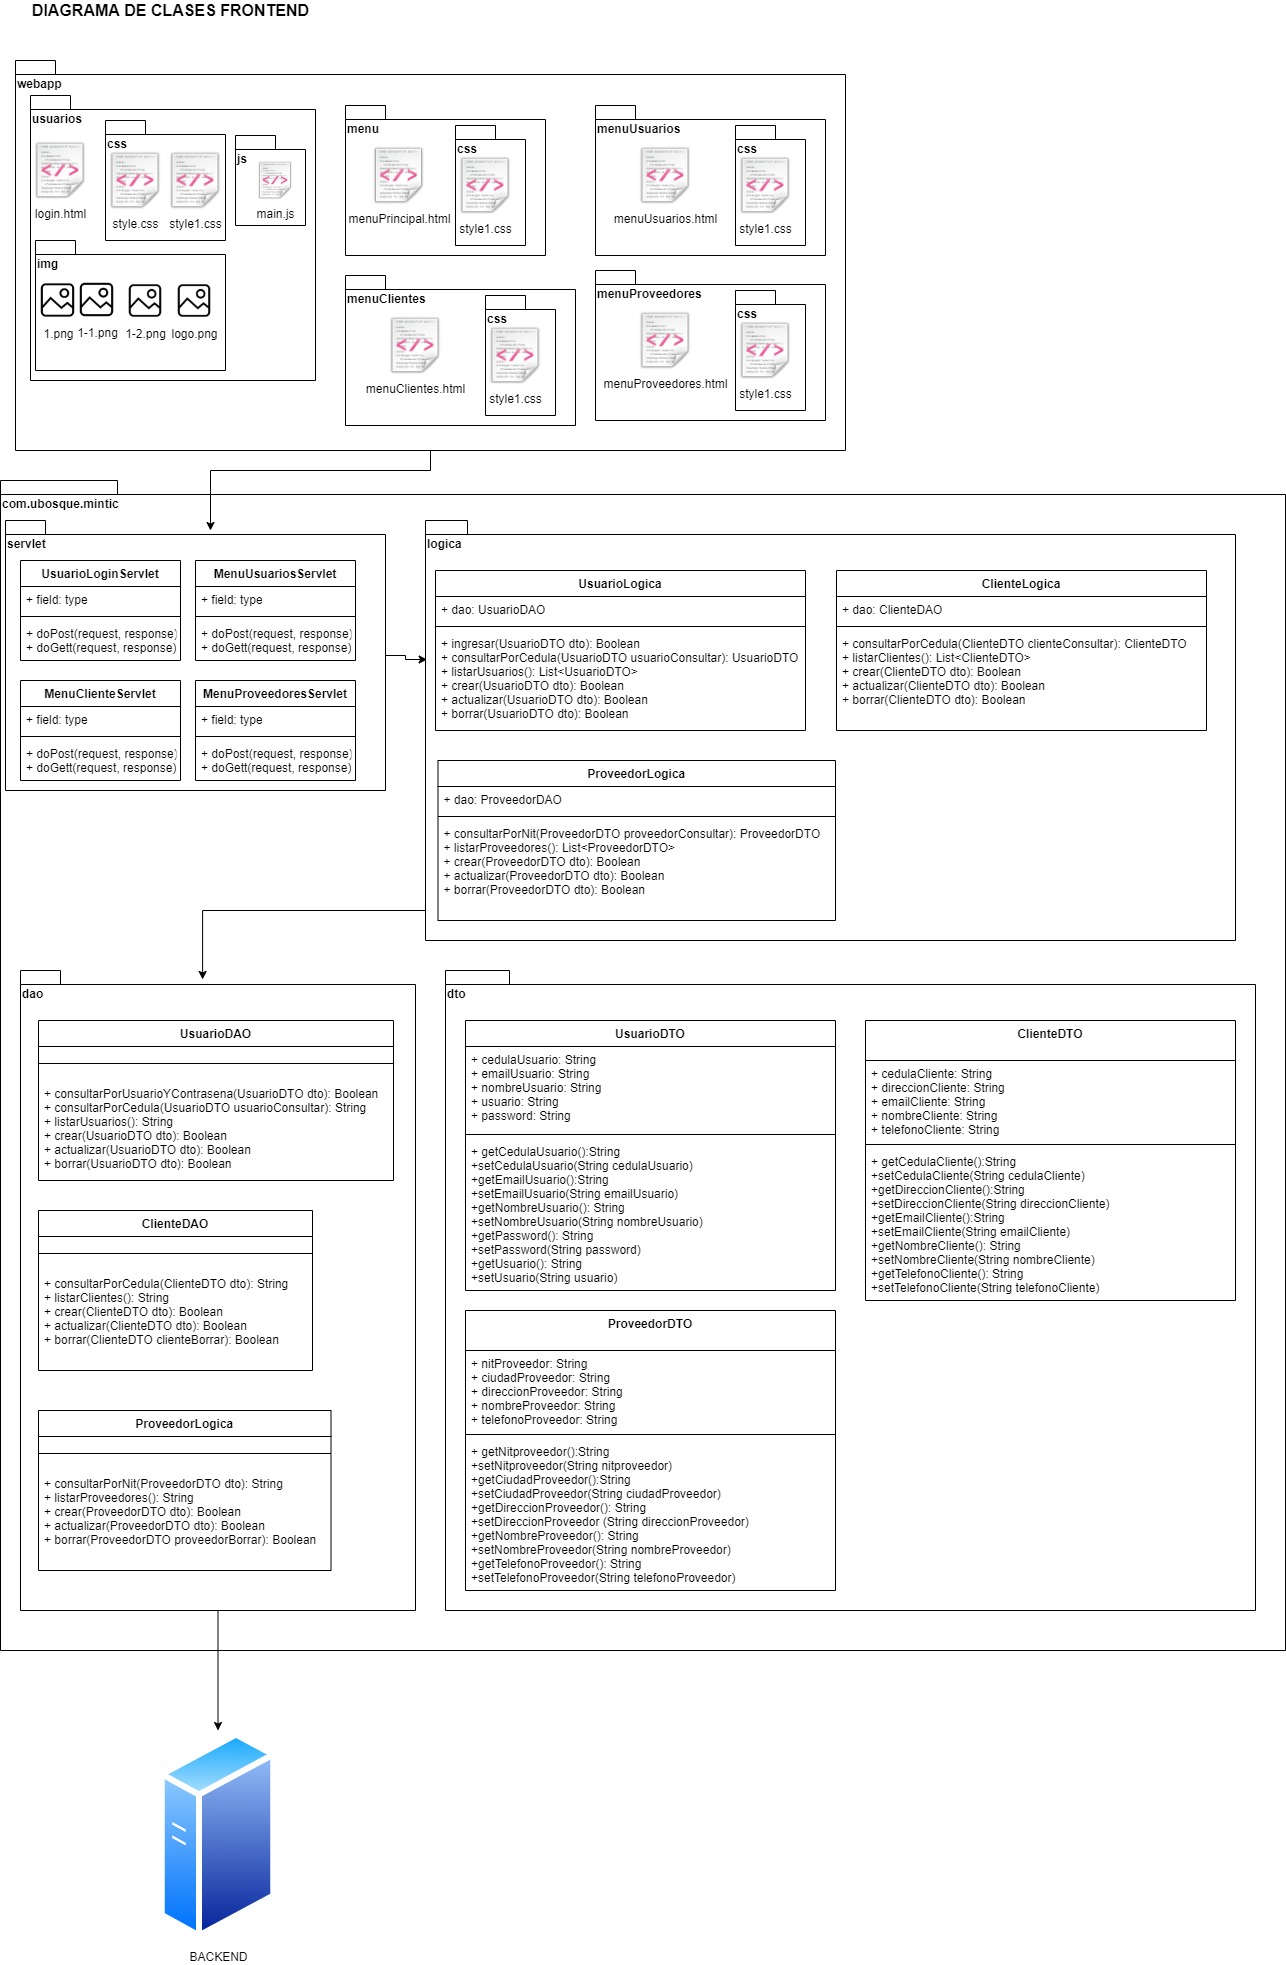 DIAGRAMA DE CLASES FRONTEND
webapp
usuarios
login.html
css
style.css
style1.css
js
main.js
img
1.png
1-1.png
1-2.png
logo.png
menu
menuPrincipal.html
css
style1.css
menuUsuarios
menuUsuarios.html
css
style1.css
menuClientes
menuClientes.html
css
style1.css
menuProveedores
menuProveedores.html
css
style1.css
com.ubosque.mintic
servlet
UsuarioLoginServlet
+ field: type
+ doPost(request, response)
+ doGett(request, response)
MenuUsuariosServlet
+ field: type
+ doPost(request, response)
+ doGett(request, response)
MenuClienteServlet
+ field: type
+ doPost(request, response)
+ doGett(request, response)
MenuProveedoresServlet
+ field: type
+ doPost(request, response)
+ doGett(request, response)
logica
UsuarioLogica
+ dao: UsuarioDAO
+ ingresar(UsuarioDTO dto): Boolean
+ consultarPorCedula(UsuarioDTO usuarioConsultar): UsuarioDTO
+ listarUsuarios(): List<UsuarioDTO>
+ crear(UsuarioDTO dto): Boolean
+ actualizar(UsuarioDTO dto): Boolean
+ borrar(UsuarioDTO dto): Boolean
ClienteLogica
+ dao: ClienteDAO
+ consultarPorCedula(ClienteDTO clienteConsultar): ClienteDTO
+ listarClientes(): List<ClienteDTO>
+ crear(ClienteDTO dto): Boolean
+ actualizar(ClienteDTO dto): Boolean
+ borrar(ClienteDTO dto): Boolean
ProveedorLogica
+ dao: ProveedorDAO
+ consultarPorNit(ProveedorDTO proveedorConsultar): ProveedorDTO
+ listarProveedores(): List<ProveedorDTO>
+ crear(ProveedorDTO dto): Boolean
+ actualizar(ProveedorDTO dto): Boolean
+ borrar(ProveedorDTO dto): Boolean
dao
UsuarioDAO
+ consultarPorUsuarioYContrasena(UsuarioDTO dto): Boolean
+ consultarPorCedula(UsuarioDTO usuarioConsultar): String
+ listarUsuarios(): String
+ crear(UsuarioDTO dto): Boolean
+ actualizar(UsuarioDTO dto): Boolean
+ borrar(UsuarioDTO dto): Boolean
ClienteDAO
+ consultarPorCedula(ClienteDTO dto): String
+ listarClientes(): String
+ crear(ClienteDTO dto): Boolean
+ actualizar(ClienteDTO dto): Boolean
+ borrar(ClienteDTO clienteBorrar): Boolean
ProveedorLogica
+ consultarPorNit(ProveedorDTO dto): String
+ listarProveedores(): String
+ crear(ProveedorDTO dto): Boolean
+ actualizar(ProveedorDTO dto): Boolean
+ borrar(ProveedorDTO proveedorBorrar): Boolean
dto
UsuarioDTO
+ cedulaUsuario: String
+ emailUsuario: String
+ nombreUsuario: String
+ usuario: String
+ password: String
+ getCedulaUsuario():String
+setCedulaUsuario(String cedulaUsuario)
+getEmailUsuario():String
+setEmailUsuario(String emailUsuario)
+getNombreUsuario(): String
+setNombreUsuario(String nombreUsuario)
+getPassword(): String
+setPassword(String password)
+getUsuario(): String
+setUsuario(String usuario)
ClienteDTO
+ cedulaCliente: String
+ direccionCliente: String
+ emailCliente: String
+ nombreCliente: String
+ telefonoCliente: String
+ getCedulaCliente():String
+setCedulaCliente(String cedulaCliente)
+getDireccionCliente():String
+setDireccionCliente(String direccionCliente)
+getEmailCliente():String
+setEmailCliente(String emailCliente)
+getNombreCliente(): String
+setNombreCliente(String nombreCliente)
+getTelefonoCliente(): String
+setTelefonoCliente(String telefonoCliente)
ProveedorDTO
+ nitProveedor: String
+ ciudadProveedor: String
+ direccionProveedor: String
+ nombreProveedor: String
+ telefonoProveedor: String
+ getNitproveedor():String
+setNitproveedor(String nitproveedor)
+getCiudadProveedor():String
+setCiudadProveedor(String ciudadProveedor)
+getDireccionProveedor(): String
+setDireccionProveedor (String direccionProveedor)
+getNombreProveedor(): String
+setNombreProveedor(String nombreProveedor)
+getTelefonoProveedor(): String
+setTelefonoProveedor(String telefonoProveedor)
BACKEND